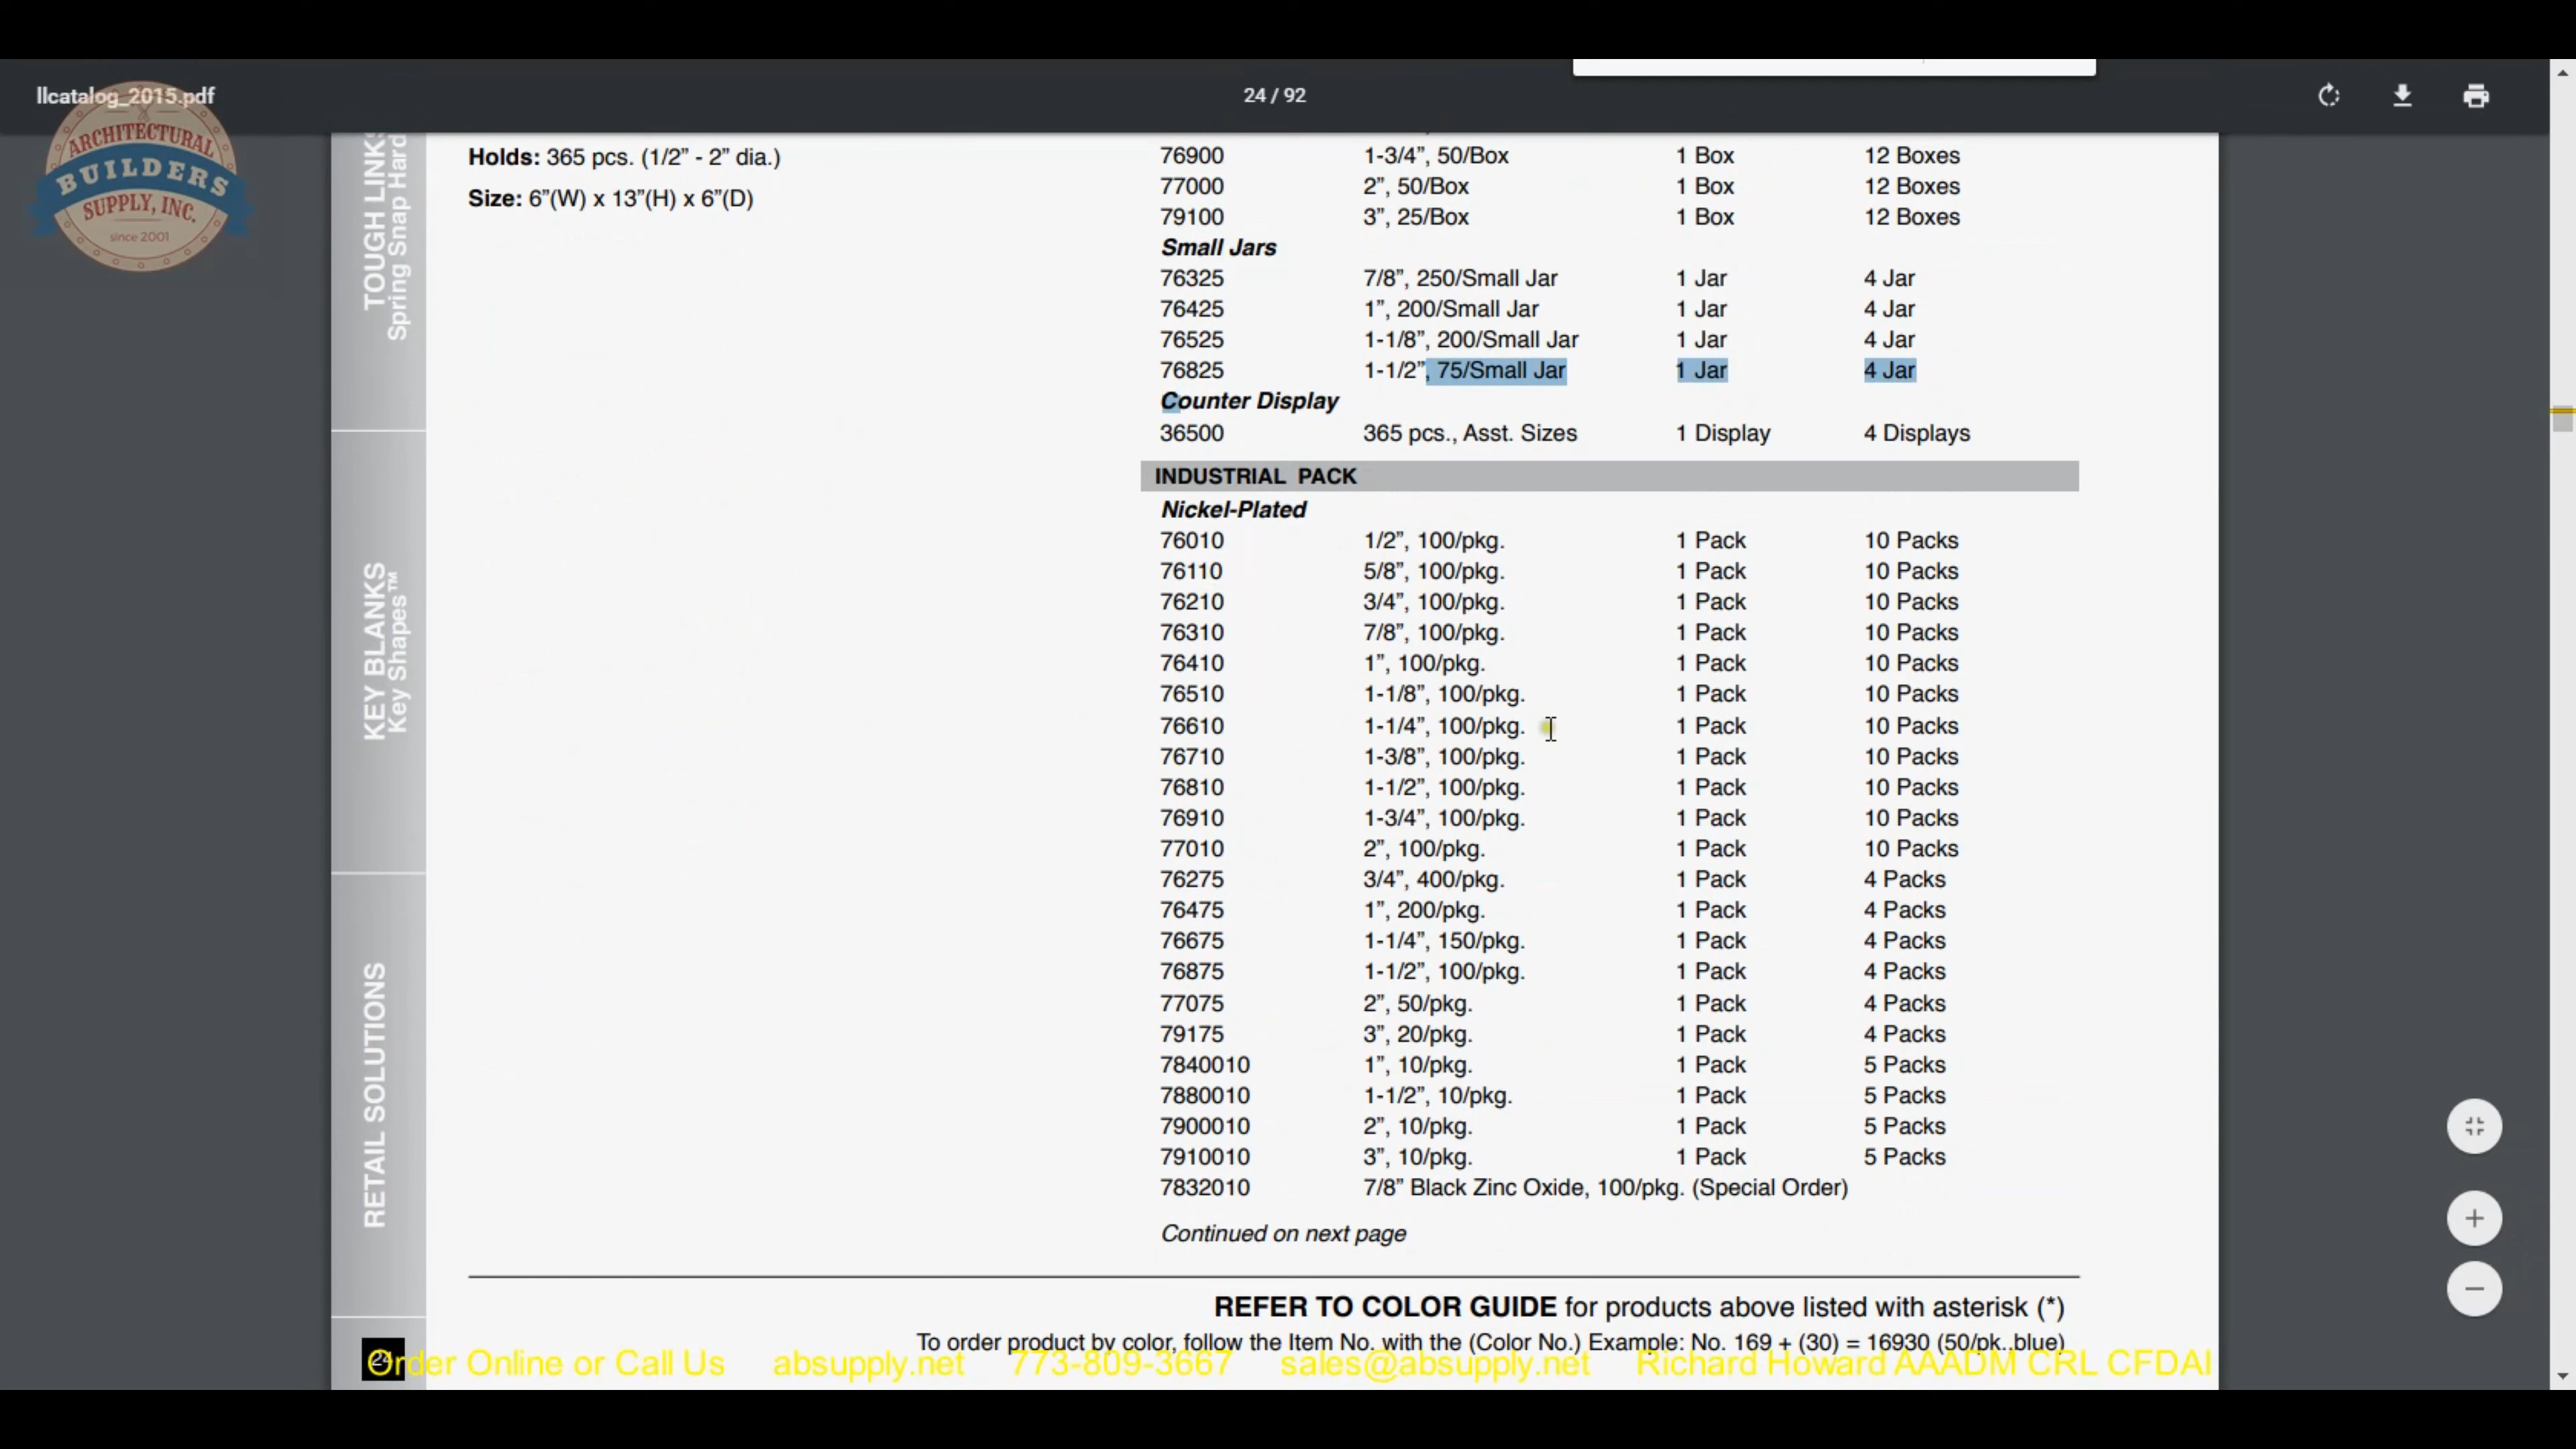 llcatalog_2015.pdf
24 / 92
ARCHITECTURAL
BUILDERS
SUPPLY, INC.
since 2001
TOUGH LINKS
Spring Snap Hard
KEY BLANKS
Key Shapes™
RETAIL SOLUTIONS
Holds: 365 pcs. (1/2” - 2” dia.)
Size: 6”(W) x 13”(H) x 6”(D)
76900 1-3/4”, 50/Box 1 Box 12 Boxes
77000 2”, 50/Box 1 Box 12 Boxes
79100 3”, 25/Box 1 Box 12 Boxes
Small Jars
76325 7/8”, 250/Small Jar 1 Jar 4 Jar
76425 1”, 200/Small Jar 1 Jar 4 Jar
76525 1-1/8”, 200/Small Jar 1 Jar 4 Jar
76825 1-1/2”, 75/Small Jar 1 Jar 4 Jar
Counter Display
36500 365 pcs., Asst. Sizes 1 Display 4 Displays
INDUSTRIAL PACK
Nickel-Plated
76010 1/2”, 100/pkg. 1 Pack 10 Packs
76110 5/8”, 100/pkg. 1 Pack 10 Packs
76210 3/4”, 100/pkg. 1 Pack 10 Packs
76310 7/8”, 100/pkg. 1 Pack 10 Packs
76410 1”, 100/pkg. 1 Pack 10 Packs
76510 1-1/8”, 100/pkg. 1 Pack 10 Packs
76610 1-1/4”, 100/pkg. 1 Pack 10 Packs
76710 1-3/8”, 100/pkg. 1 Pack 10 Packs
76810 1-1/2”, 100/pkg. 1 Pack 10 Packs
76910 1-3/4”, 100/pkg. 1 Pack 10 Packs
77010 2”, 100/pkg. 1 Pack 10 Packs
76275 3/4”, 400/pkg. 1 Pack 4 Packs
76475 1”, 200/pkg. 1 Pack 4 Packs
76675 1-1/4”, 150/pkg. 1 Pack 4 Packs
76875 1-1/2”, 100/pkg. 1 Pack 4 Packs
77075 2”, 50/pkg. 1 Pack 4 Packs
79175 3”, 20/pkg. 1 Pack 4 Packs
7840010 1”, 10/pkg. 1 Pack 5 Packs
7880010 1-1/2”, 10/pkg. 1 Pack 5 Packs
7900010 2”, 10/pkg. 1 Pack 5 Packs
7910010 3”, 10/pkg. 1 Pack 5 Packs
7832010 7/8” Black Zinc Oxide, 100/pkg. (Special Order)
Continued on next page
REFER TO COLOR GUIDE for products above listed with asterisk (*)
To order product by color, follow the Item No. with the (Color No.) Example: No. 169 + (30) = 16930 (50/pk..blue)
24
Order Online or Call Us absupply.net 773-809-3667 sales@absupply.net Richard Howard AAADM CRL CFDAI